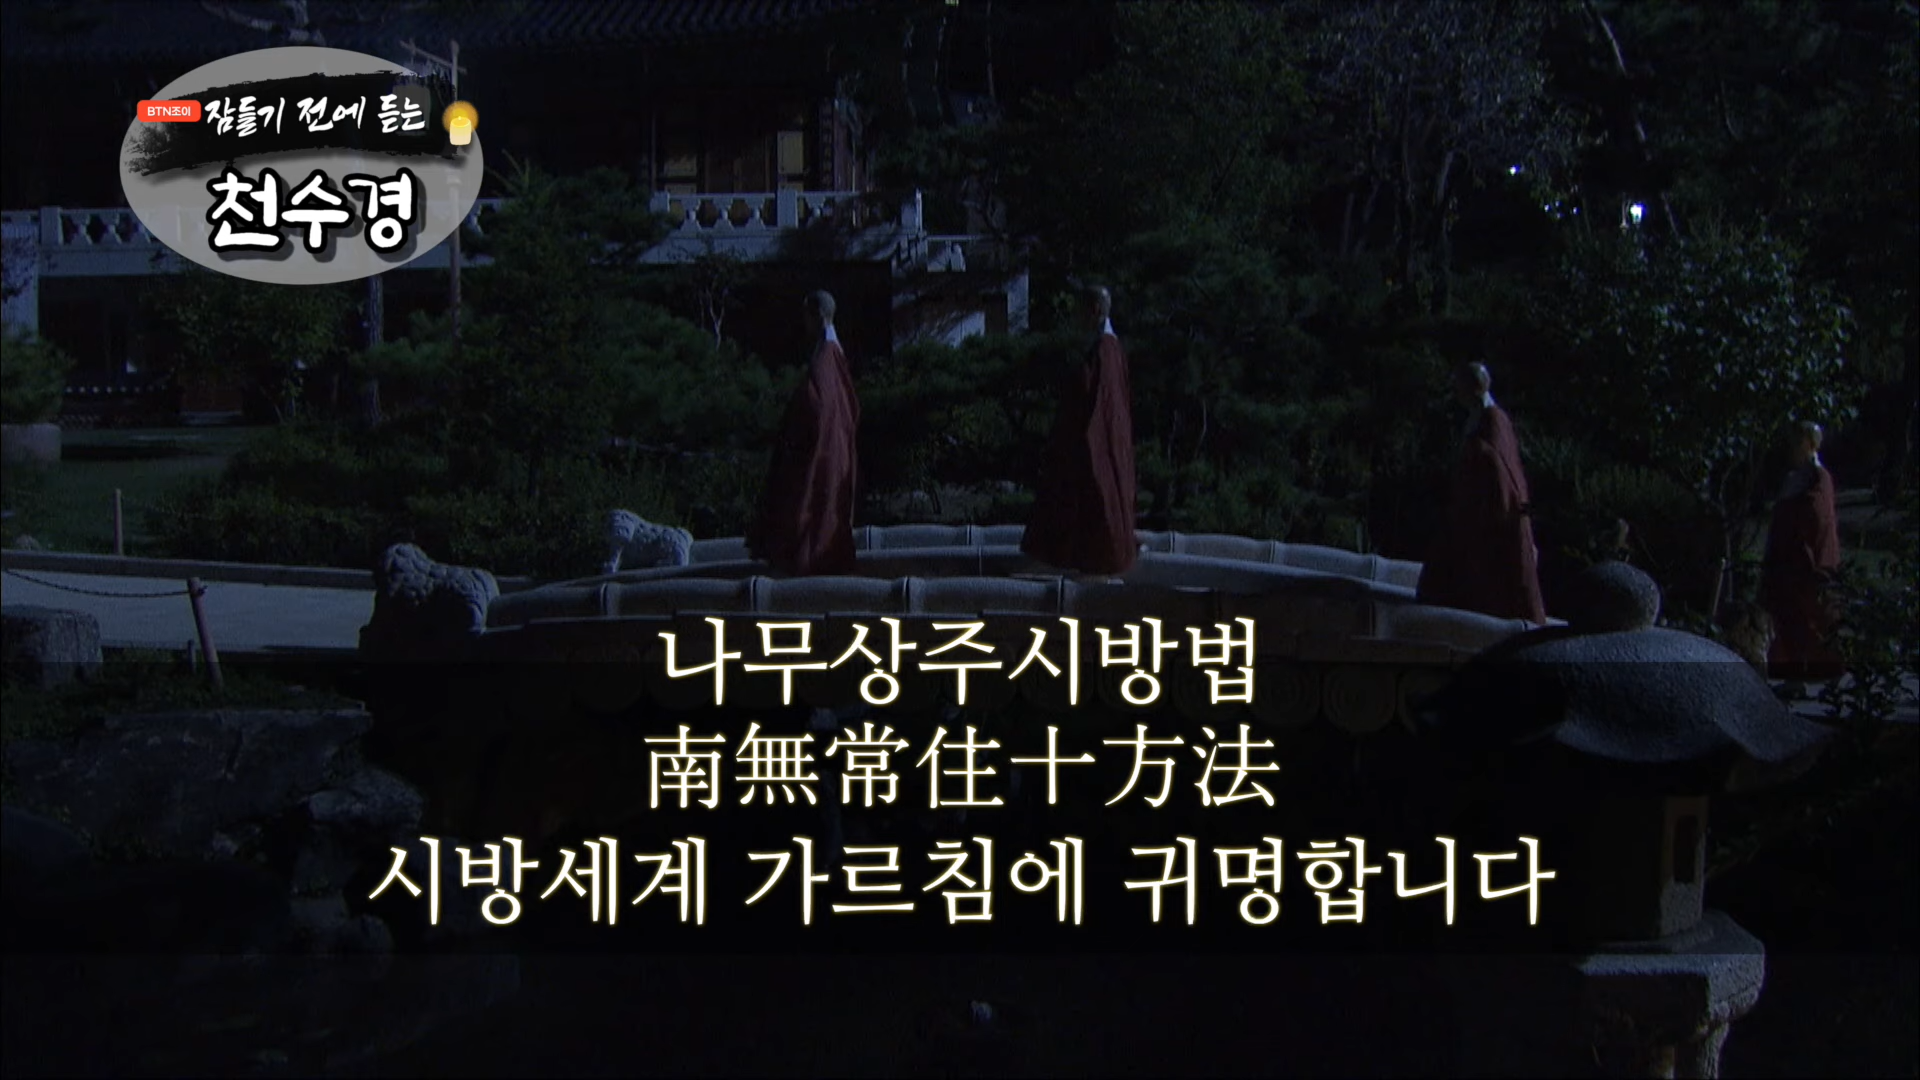 BTN조이 잠들기 전에 듣는
천수경
나무상주시방법
南無常住十方法
시방세계 가르침에 귀명합니다